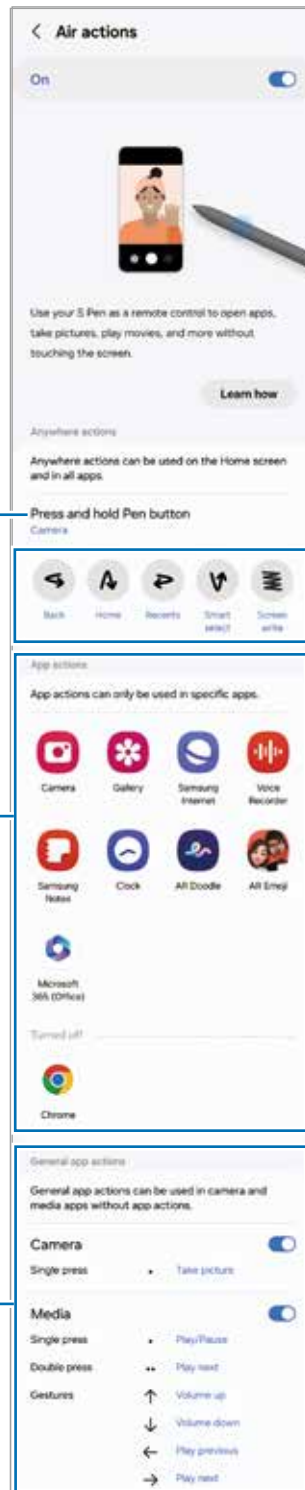 Air actions
On
Use your S Pen as a remote control to open apps,
take pictures, play movies, and more without
touching the screen.
Learn how
Anywhere actions
Anywhere actions can be used on the Home screen
and in all apps.
Press and hold Pen button
Camera
Back Home Recents Smart select Screen write
App actions
App actions can only be used in specific apps.
Camera Gallery Samsung Internet Voice Recorder
Samsung Notes Clock AR Doodle AR Emoji
Microsoft 365 (Office)
Turned off
Chrome
General app actions
General app actions can be used in camera and
media apps without app actions.
Camera
Single press Take picture
Media
Single press Play/Pause
Double press Play next
Gestures ↑ Volume up
↓ Volume down
← Play previous
→ Play next